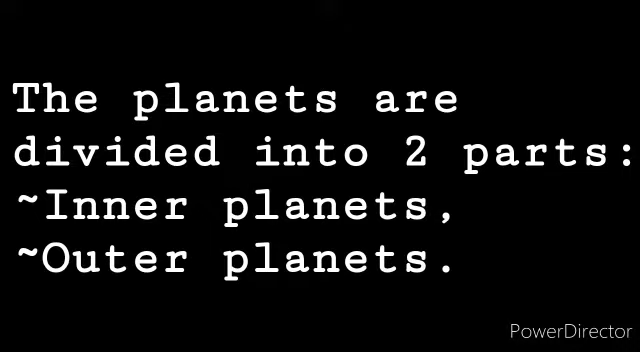 The planets are
divided into 2 parts:
~Inner planets,
~Outer planets.
PowerDirector